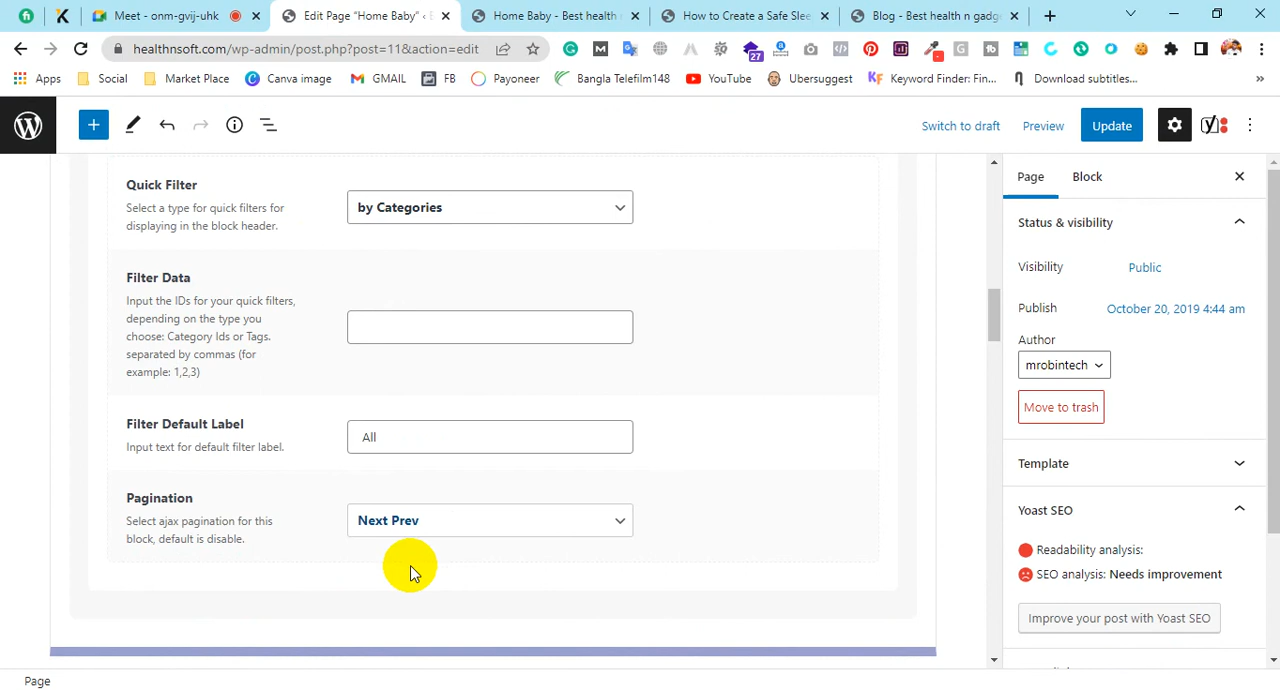 Meet - onm-gvij-uhk
Edit Page "Home Baby" - E
Home Baby - Best health n
How to Create a Safe Slee
Blog - Best health n gadg
healthnsoft.com/wp-admin/post.php?post=118&action=edit
27
Apps
Social
Market Place
Canva image
GMAIL
FB
Payoneer
Bangla Telefilm148
YouTube
Ubersuggest
Keyword Finder: Fin...
Download subtitles...
Switch to draft
Preview
Update
Quick Filter
Select a type for quick filters for
displaying in the block header.
by Categories
Filter Data
Input the IDs for your quick filters,
depending on the type you
choose: Category Ids or Tags.
separated by commas (for
example: 1,2,3)
Filter Default Label
Input text for default filter label.
All
Pagination
Select ajax pagination for this
block, default is disable.
Next Prev
Page
Block
Status & visibility
Visibility
Public
Publish
October 20, 2019 4:44 am
Author
mrobintech
Move to trash
Template
Yoast SEO
Readability analysis:
SEO analysis: Needs improvement
Improve your post with Yoast SEO
Page